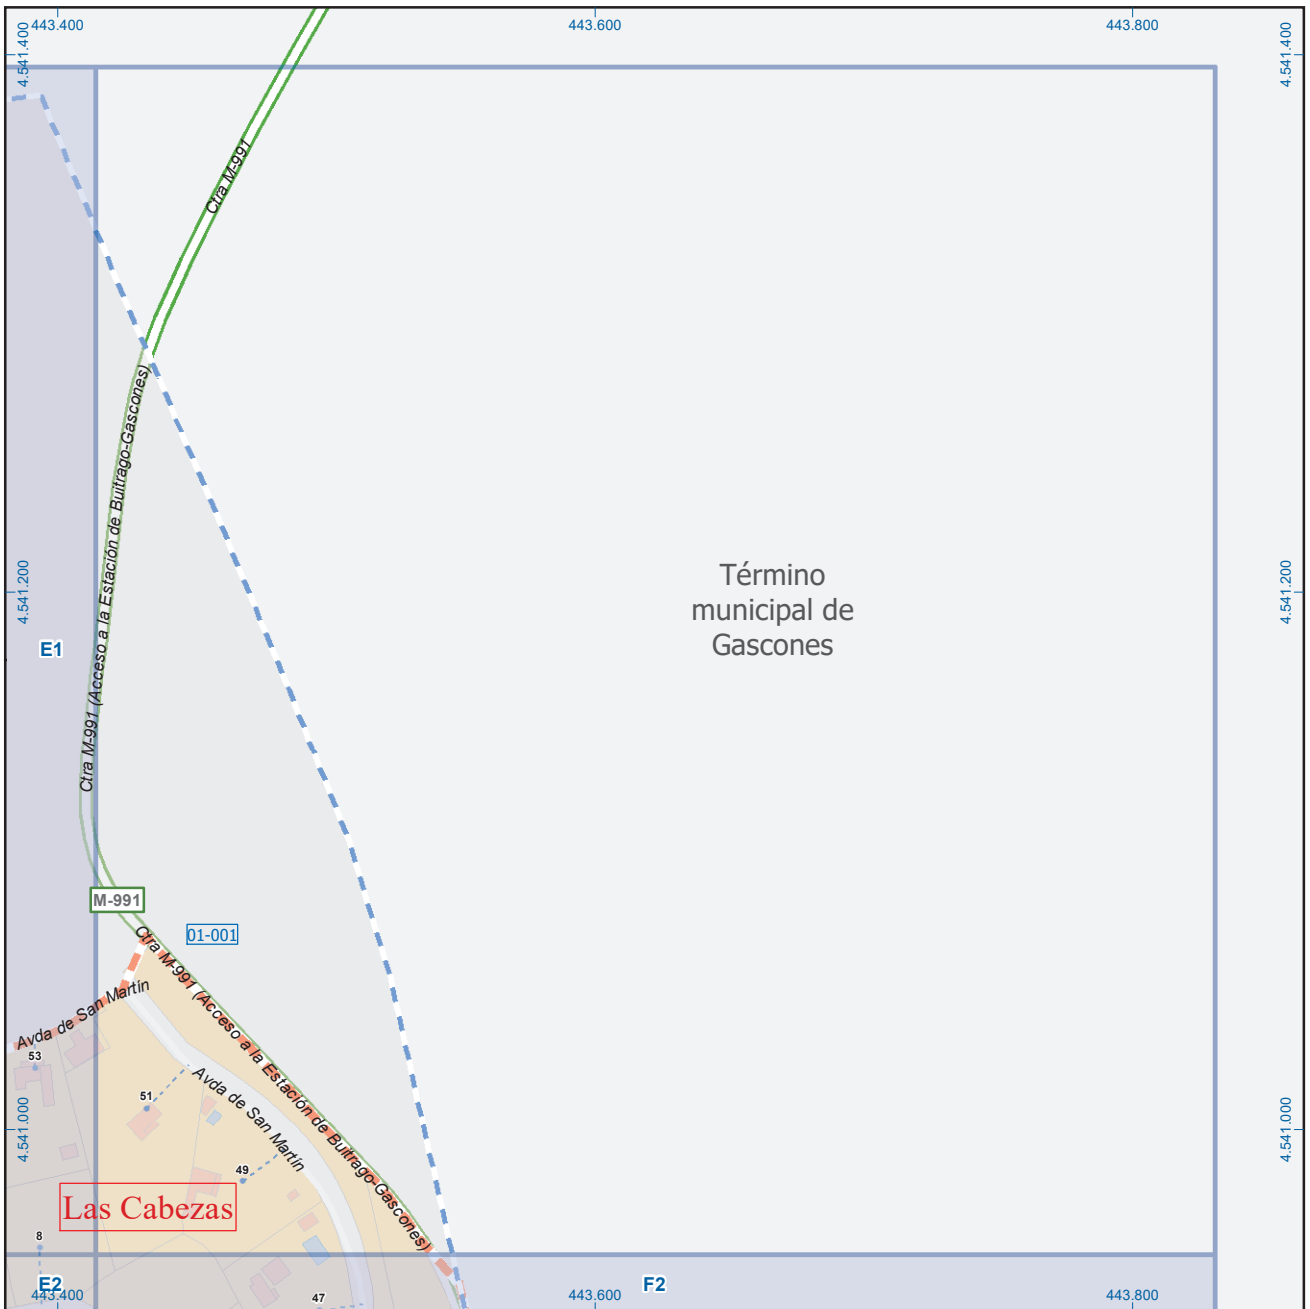 443.400
443.600
443.800
4.541.400
4.541.400
Ctra M-991
Ctra M-991 (Acceso a la Estación de Buitrago-Gascones)
Término
municipal de
Gascones
4.541.200
4.541.200
E1
M-991
01-001
Ctra M-991 (Acceso a la Estación de Buitrago-Gascones)
Avda de San Martín
53
51
Avda de San Martín
49
4.541.000
4.541.000
Las Cabezas
8
E2
F2
47
443.400
443.600
443.800